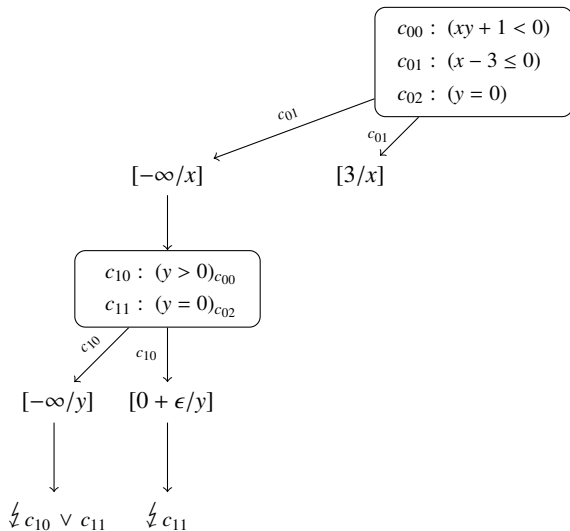 c₀₀ : (xy + 1 < 0)
c₀₁ : (x − 3 ≤ 0)
c₀₂ : (y = 0)
c₀₁
c₀₁
[−∞/x]
[3/x]
c₁₀ : (y > 0)c₀₀
c₁₁ : (y = 0)c₀₂
c₁₀
c₁₀
[−∞/y]
[0 + ϵ/y]
↯ c₁₀ ∨ c₁₁
↯ c₁₁